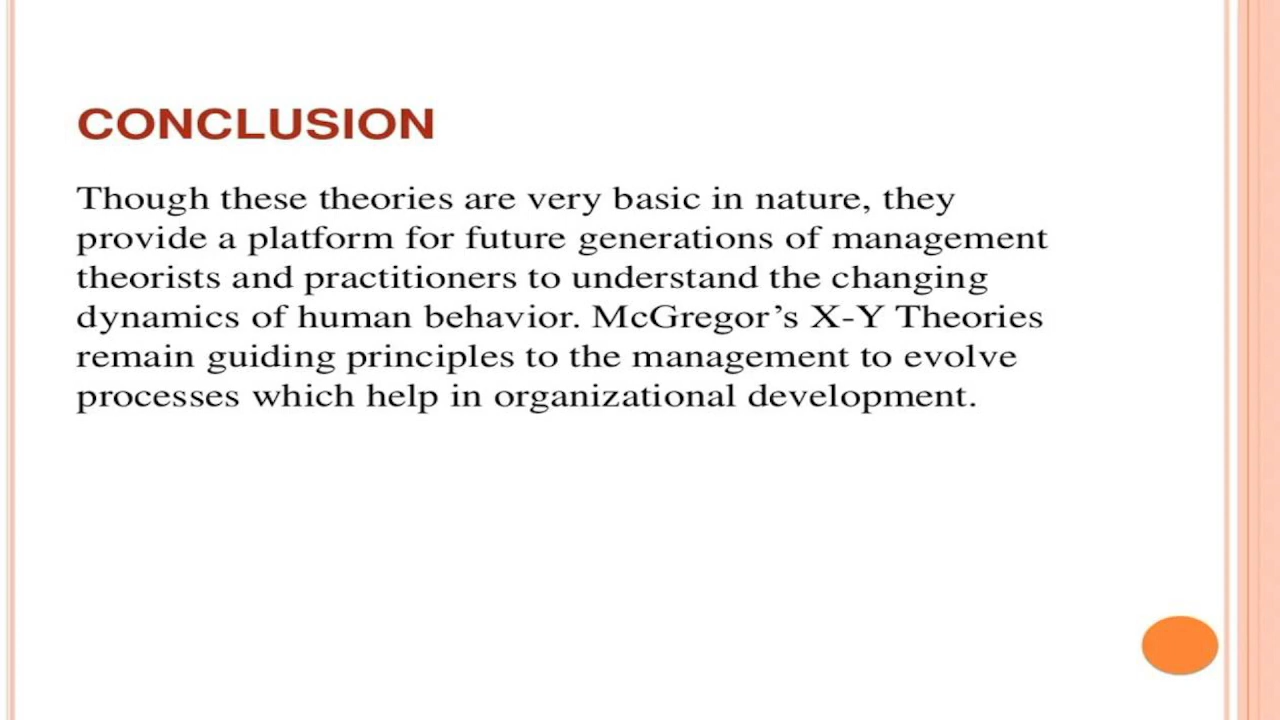 CONCLUSION
Though these theories are very basic in nature, they
provide a platform for future generations of management
theorists and practitioners to understand the changing
dynamics of human behavior. McGregor’s X-Y Theories
remain guiding principles to the management to evolve
processes which help in organizational development.